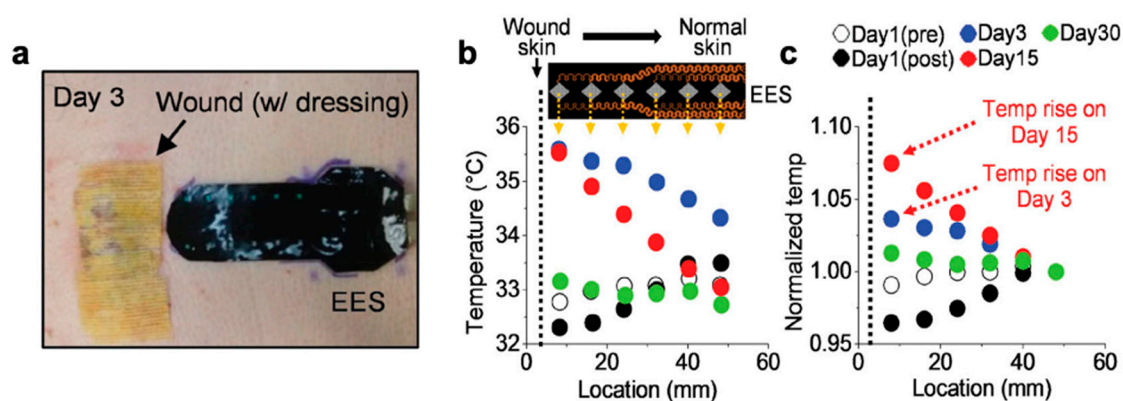 a
Day 3
Wound (w/ dressing)
EES
b
Wound
skin
Normal
skin
EES
Temperature (°C)
36
35
34
33
32
0
20
40
60
Location (mm)
c
Day1(pre)
Day3
Day30
Day1(post)
Day15
Normalized temp
1.10
1.05
1.00
0.95
Temp rise on
Day 15
Temp rise on
Day 3
0
20
40
60
Location (mm)